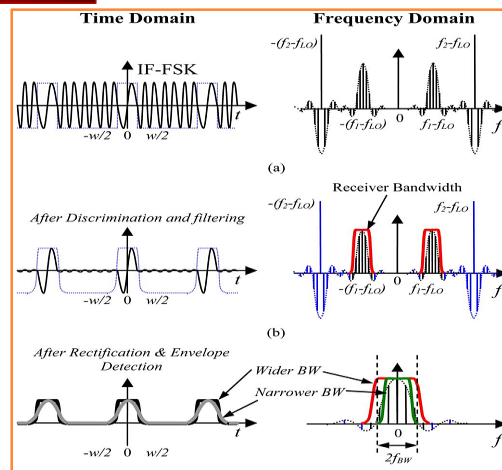 Time Domain
Frequency Domain
IF-FSK
t
-w/2 0 w/2
-(f2-fLO)
f2-fLO
-(f1-fLO)
0
f1-fLO
f
(a)
After Discrimination and filtering
t
-w/2 0 w/2
Receiver Bandwidth
-(f2-fLO)
f2-fLO
-(f1-fLO)
0
f1-fLO
f
(b)
After Rectification & Envelope
Detection
Wider BW
Narrower BW
t
-w/2 0 w/2
0
f
2fBW